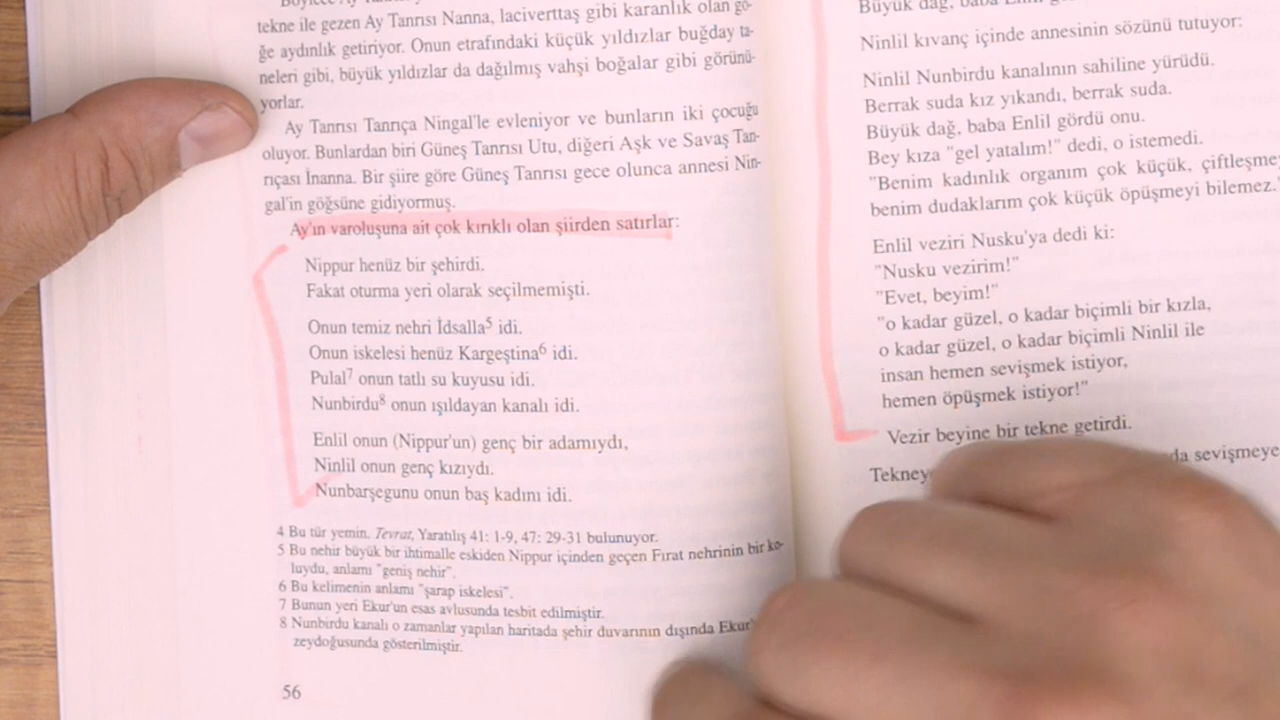 Böylece Ay
tekne ile gezen Ay Tanrısı Nanna, laciverttaş gibi karanlık olan gö-
ğe aydınlık getiriyor. Onun etrafındaki küçük yıldızlar buğday ta-
neleri gibi, büyük yıldızlar da dağılmış vahşi boğalar gibi görünü-
yorlar.
Ay Tanrısı Tanrıça Ningal'le evleniyor ve bunların iki çocuğu
oluyor. Bunlardan biri Güneş Tanrısı Utu, diğeri Aşk ve Savaş Tan-
rıçası İnanna. Bir şiire göre Güneş Tanrısı gece olunca annesi Nin-
gal'in göğsüne gidiyormuş.
Ay'ın varoluşuna ait çok kırıklı olan şiirden satırlar:
Nippur henüz bir şehirdi.
Fakat oturma yeri olarak seçilmemişti.
Onun temiz nehri İdsalla5 idi.
Onun iskelesi henüz Kargeştina6 idi.
Pulal7 onun tatlı su kuyusu idi.
Nunbirdu8 onun ışıldayan kanalı idi.
Enlil onun (Nippur'un) genç bir adamıydı,
Ninlil onun genç kızıydı.
Nunbarşegunu onun baş kadını idi.
4 Bu tür yemin. Tevrat, Yaratılış 41: 1-9, 47: 29-31 bulunuyor.
5 Bu nehir büyük bir ihtimalle eskiden Nippur içinden geçen Fırat nehrinin bir ko-
luydu, anlamı "geniş nehir".
6 Bu kelimenin anlamı "şarap iskelesi".
7 Bunun yeri Ekur'un esas avlusunda tesbit edilmiştir.
8 Nunbirdu kanalı o zamanlar yapılan haritada şehir duvarının dışında Ekur'
zeydoğusunda gösterilmiştir.
56
Büyük dağ, baba Enlil
Ninlil kıvanç içinde annesinin sözünü tutuyor:
Ninlil Nunbirdu kanalının sahiline yürüdü.
Berrak suda kız yıkandı, berrak suda.
Büyük dağ, baba Enlil gördü onu.
Bey kıza "gel yatalım!" dedi, o istemedi.
"Benim kadınlık organım çok küçük, çiftleşme
benim dudaklarım çok küçük öpüşmeyi bilemez."
Enlil veziri Nusku'ya dedi ki:
"Nusku vezirim!"
"Evet, beyim!"
"o kadar güzel, o kadar biçimli bir kızla,
o kadar güzel, o kadar biçimli Ninlil ile
insan hemen sevişmek istiyor,
hemen öpüşmek istiyor!"
Vezir beyine bir tekne getirdi.
Tekney da sevişmeye